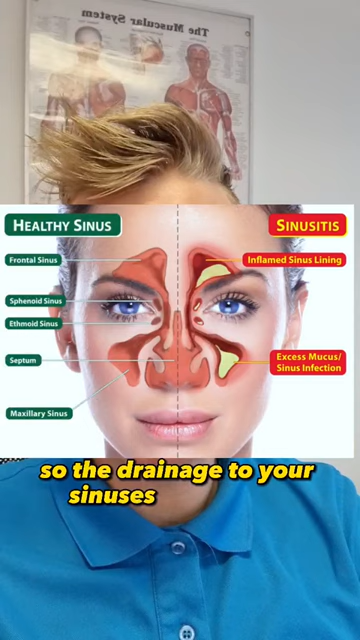 The Muscular System
HEALTHY SINUS
SINUSITIS
Frontal Sinus
Inflamed Sinus Lining
Sphenoid Sinus
Ethmoid Sinus
Septum
Excess Mucus/
Sinus Infection
Maxillary Sinus
so the drainage to your
sinuses